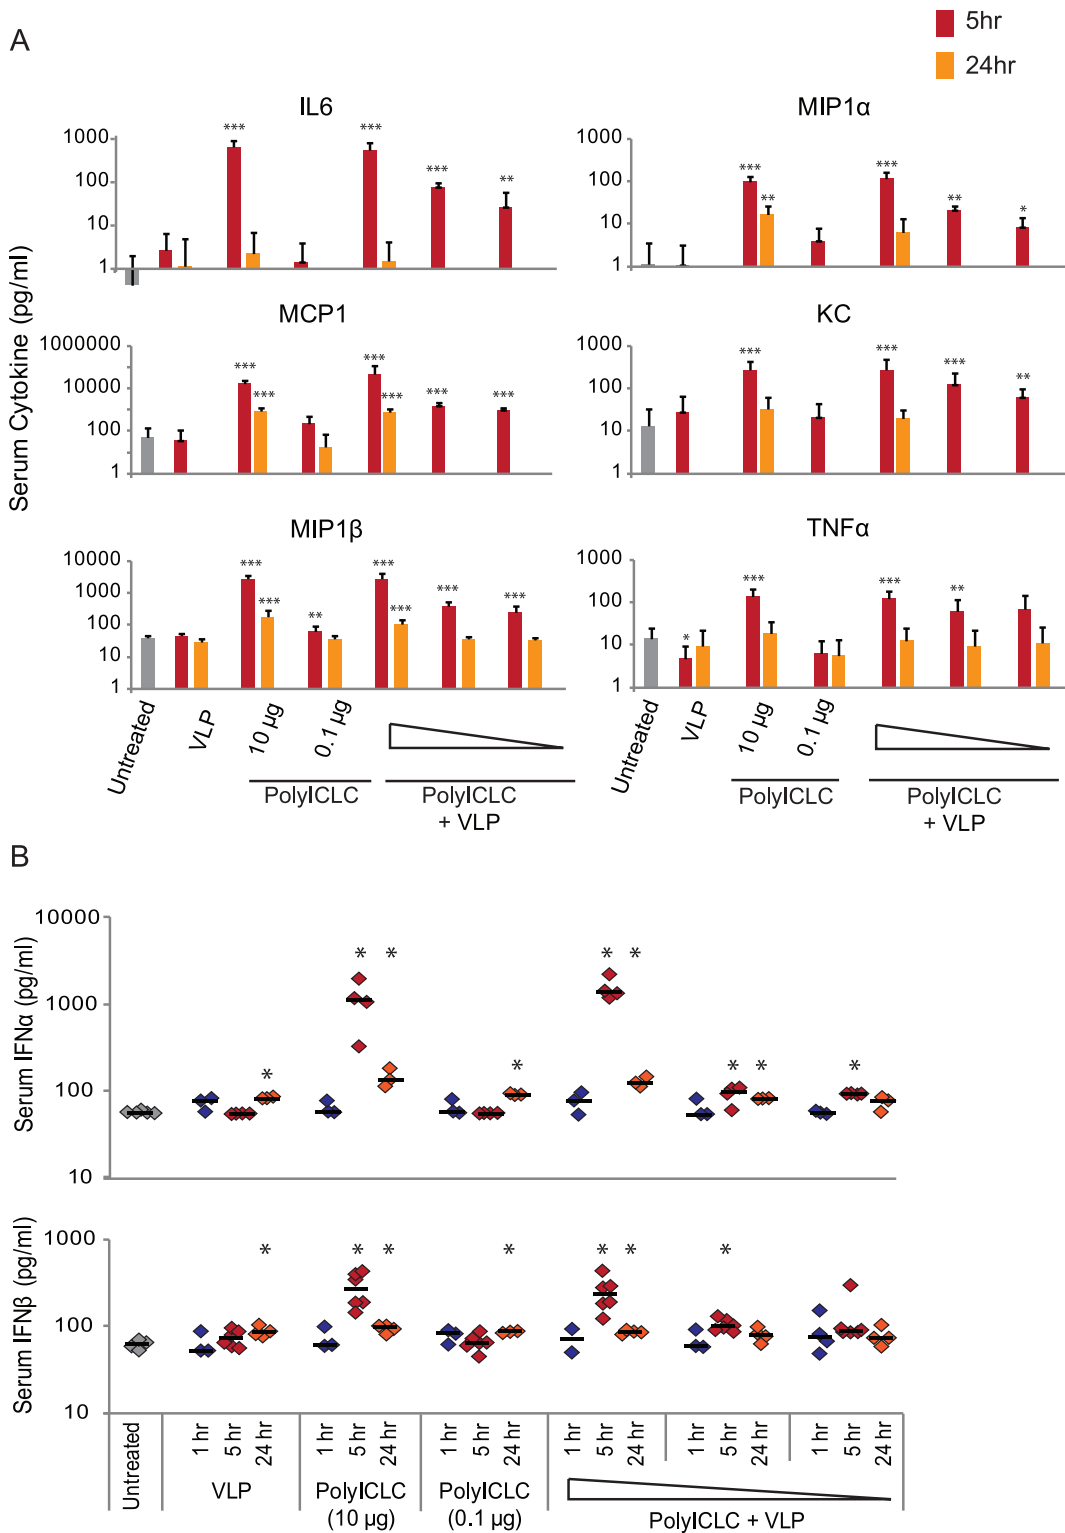 5hr
A
24hr
IL6
MIP1α
Serum Cytokine (pg/ml)
1000
100
10
1
***
***
***
**
1000
100
10
1
***
**
***
**
*
MCP1
KC
1000000
10000
100
1
***
***
***
***
***
***
1000
100
10
1
***
***
***
**
MIP1β
TNFα
10000
1000
100
10
1
***
***
**
***
***
***
***
1000
100
10
1
*
***
***
**
Untreated
VLP
10 µg
0.1 µg
Untreated
VLP
10 µg
0.1 µg
PolyICLC
PolyICLC
+ VLP
PolyICLC
PolyICLC
+ VLP
B
Serum IFNα (pg/ml)
10000
1000
100
10
*
*
*
*
*
*
*
*
*
Serum IFNβ (pg/ml)
1000
100
10
*
*
*
*
*
*
*
Untreated
1 hr
5 hr
24 hr
1 hr
5 hr
24 hr
1 hr
5 hr
24 hr
1 hr
5 hr
24 hr
1 hr
5 hr
24 hr
1 hr
5 hr
24 hr
VLP
PolyICLC
(10 µg)
PolyICLC
(0.1 µg)
PolyICLC + VLP